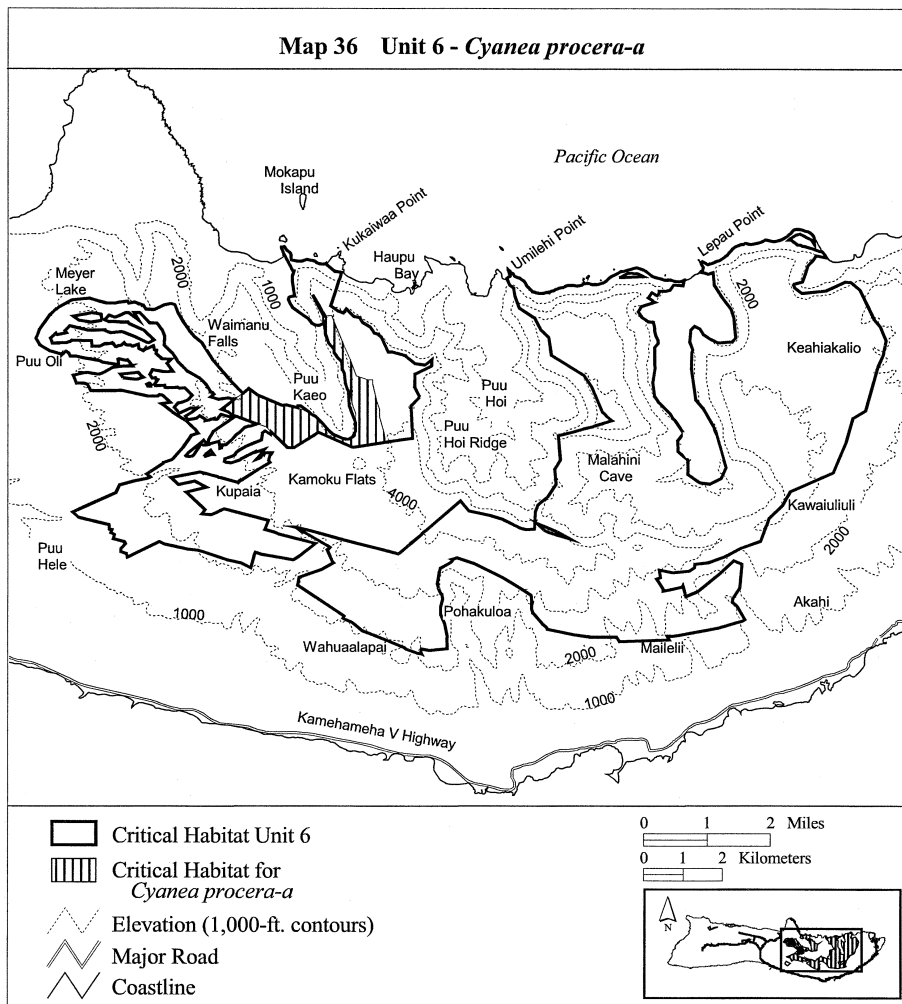 Map 36 Unit 6 - Cyanea procera-a
Pacific Ocean
Mokapu
Island
Kukaiwaa Point
Haupu
Bay
Umilehi Point
Lepau Point
Meyer
Lake
2000
1000
2000
Waimanu
Falls
Puu Oli
Keahiakalio
Puu
Kaeo
Puu
Hoi
Puu
Hoi Ridge
2000
Malahini
Cave
Kupaia
Kamoku Flats
4000
Kawaiuliuli
2000
Puu
Hele
1000
Pohakuloa
Akahi
Wahuaalapai
2000
Mailelii
1000
Kamehameha V Highway
Critical Habitat Unit 6
Critical Habitat for
Cyanea procera-a
Elevation (1,000-ft. contours)
Major Road
Coastline
0 1 2 Miles
0 1 2 Kilometers
N